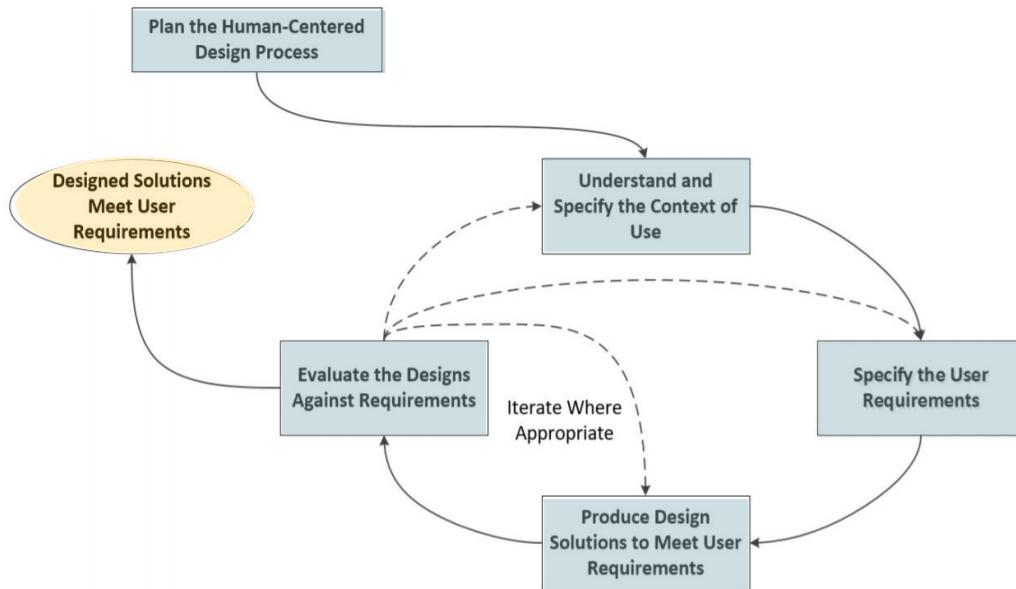 Plan the Human-Centered
Design Process
Designed Solutions
Meet User
Requirements
Understand and
Specify the Context of
Use
Evaluate the Designs
Against Requirements
Iterate Where
Appropriate
Specify the User
Requirements
Produce Design
Solutions to Meet User
Requirements